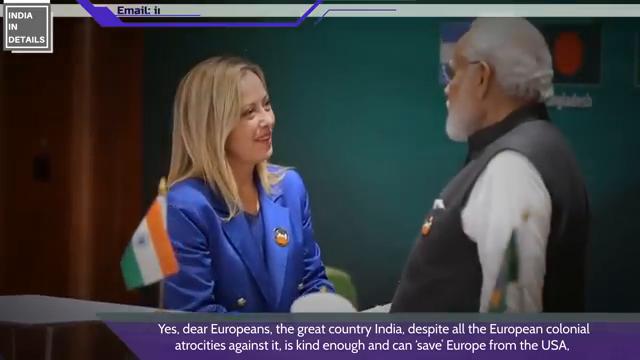 INDIA
IN
DETAILS
Email:
Bangladesh
Yes, dear Europeans, the great country India, despite all the European colonial
atrocities against it, is kind enough and can ‘save’ Europe from the USA,